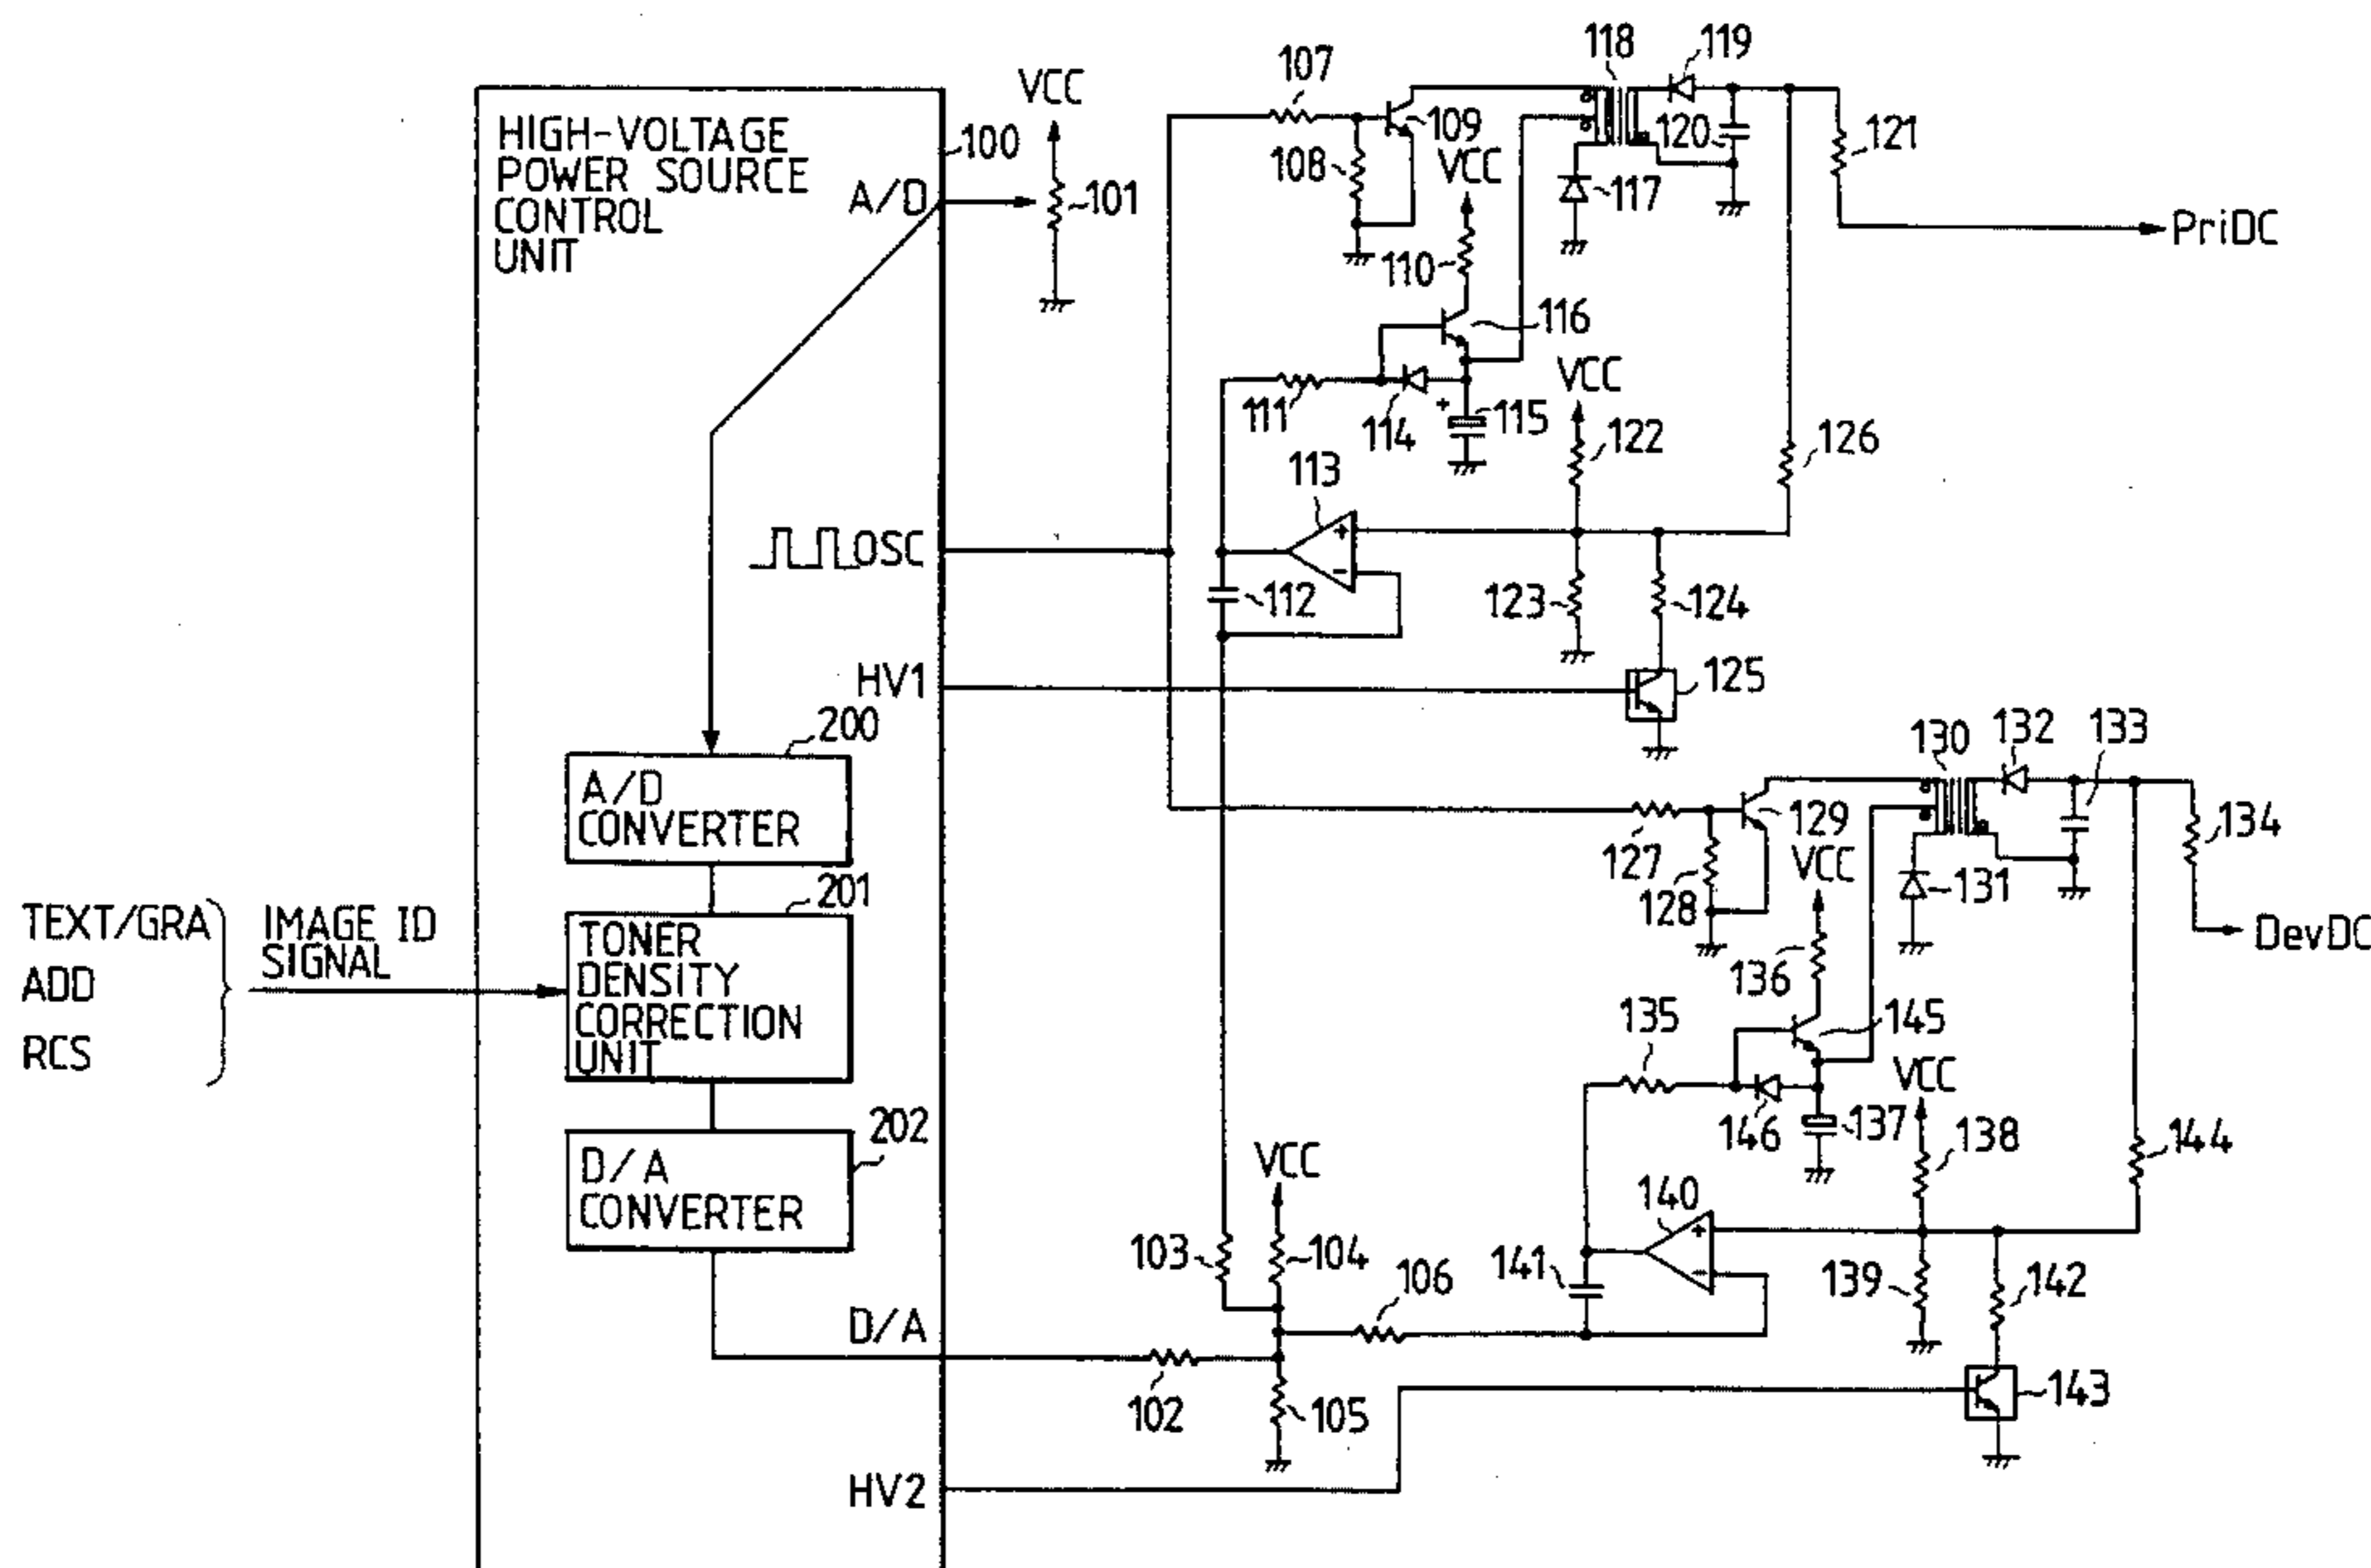 HIGH-VOLTAGE
POWER SOURCE
CONTROL
UNIT
100
A/D
VCC
101
107
108
109
VCC
110
118
119
120
117
121
PriDC
116
111
114
+
115
VCC
122
126
113
+
-
112
123
124
OSC
HV1
125
200
A/D
CONVERTER
201
TONER
DENSITY
CORRECTION
UNIT
202
D/A
CONVERTER
TEXT/GRA
ADD
RCS
IMAGE ID
SIGNAL
127
128
129
VCC
130
132
133
131
134
DevDC
136
135
145
146
137
VCC
138
144
140
+
-
141
139
142
143
VCC
103
104
106
D/A
102
105
HV2